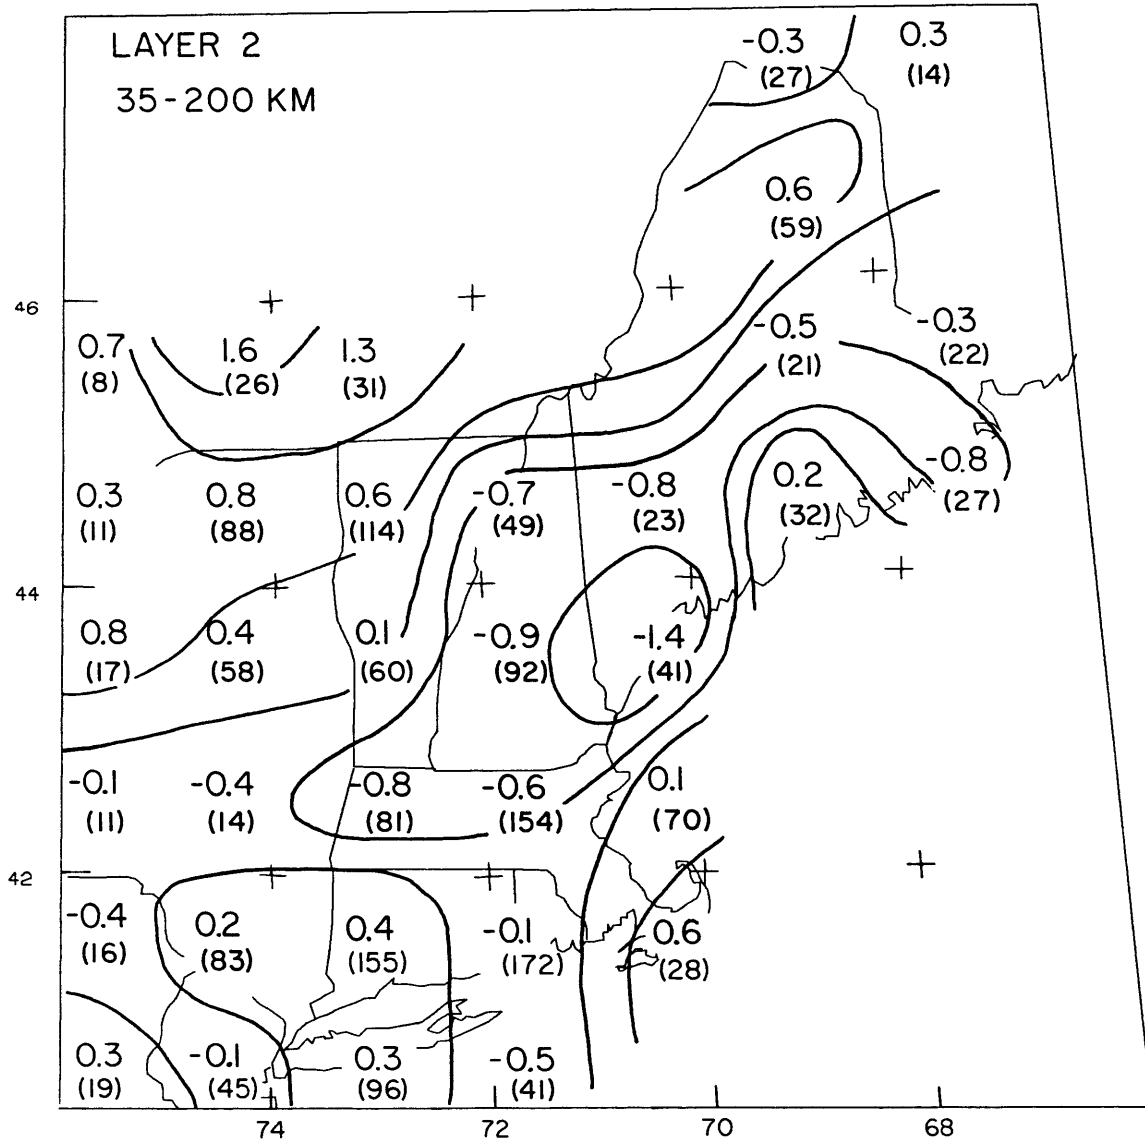 LAYER 2
35-200 KM
-0.3 0.3
(27) (14)
0.6
(59)
46
-0.5 -0.3
(21) (22)
0.7 1.6 1.3
(8) (26) (31)
0.3 0.8 0.6 -0.7 -0.8 0.2 -0.8
(11) (88) (114) (49) (23) (32) (27)
44
0.8 0.4 0.1 -0.9 -1.4
(17) (58) (60) (92) (41)
-0.1 -0.4 -0.8 -0.6 0.1
(11) (14) (81) (154) (70)
42
-0.4 0.2 0.4 -0.1 0.6
(16) (83) (155) (172) (28)
0.3 -0.1 0.3 -0.5
(19) (45) (96) (41)
74 72 70 68